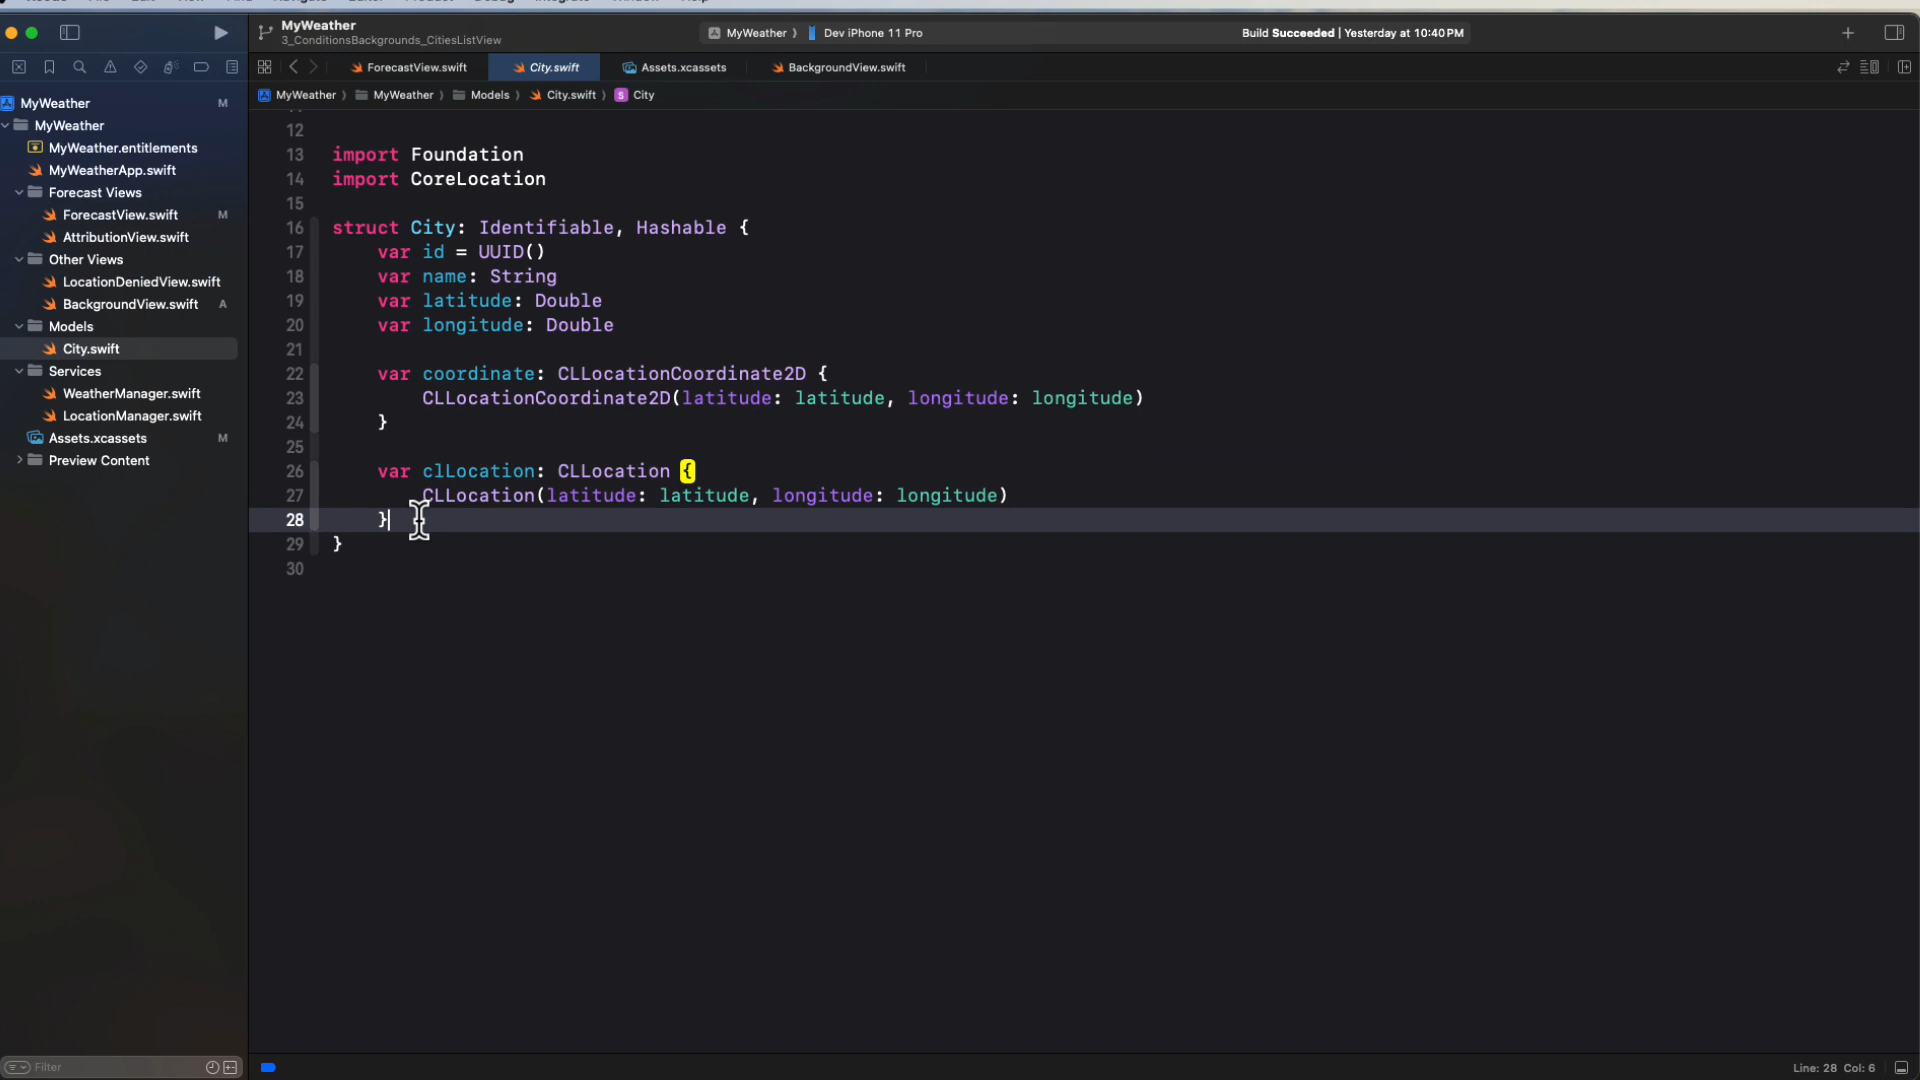 MyWeather
3_ConditionsBackgrounds_CitiesListView
MyWeather 〉 Dev iPhone 11 Pro
Build Succeeded | Yesterday at 10:40 PM
ForecastView.swift
City.swift
Assets.xcassets
BackgroundView.swift
MyWeather 〉 MyWeather 〉 Models 〉 City.swift 〉 S City
MyWeather M
MyWeather
MyWeather.entitlements
MyWeatherApp.swift
Forecast Views
ForecastView.swift M
AttributionView.swift
Other Views
LocationDeniedView.swift
BackgroundView.swift A
Models
City.swift
Services
WeatherManager.swift
LocationManager.swift
Assets.xcassets M
Preview Content
12
13 import Foundation
14 import CoreLocation
15
16 struct City: Identifiable, Hashable {
17 var id = UUID()
18 var name: String
19 var latitude: Double
20 var longitude: Double
21
22 var coordinate: CLLocationCoordinate2D {
23 CLLocationCoordinate2D(latitude: latitude, longitude: longitude)
24 }
25
26 var clLocation: CLLocation {
27 CLLocation(latitude: latitude, longitude: longitude)
28 }
29 }
30
Filter
Line: 28 Col: 6